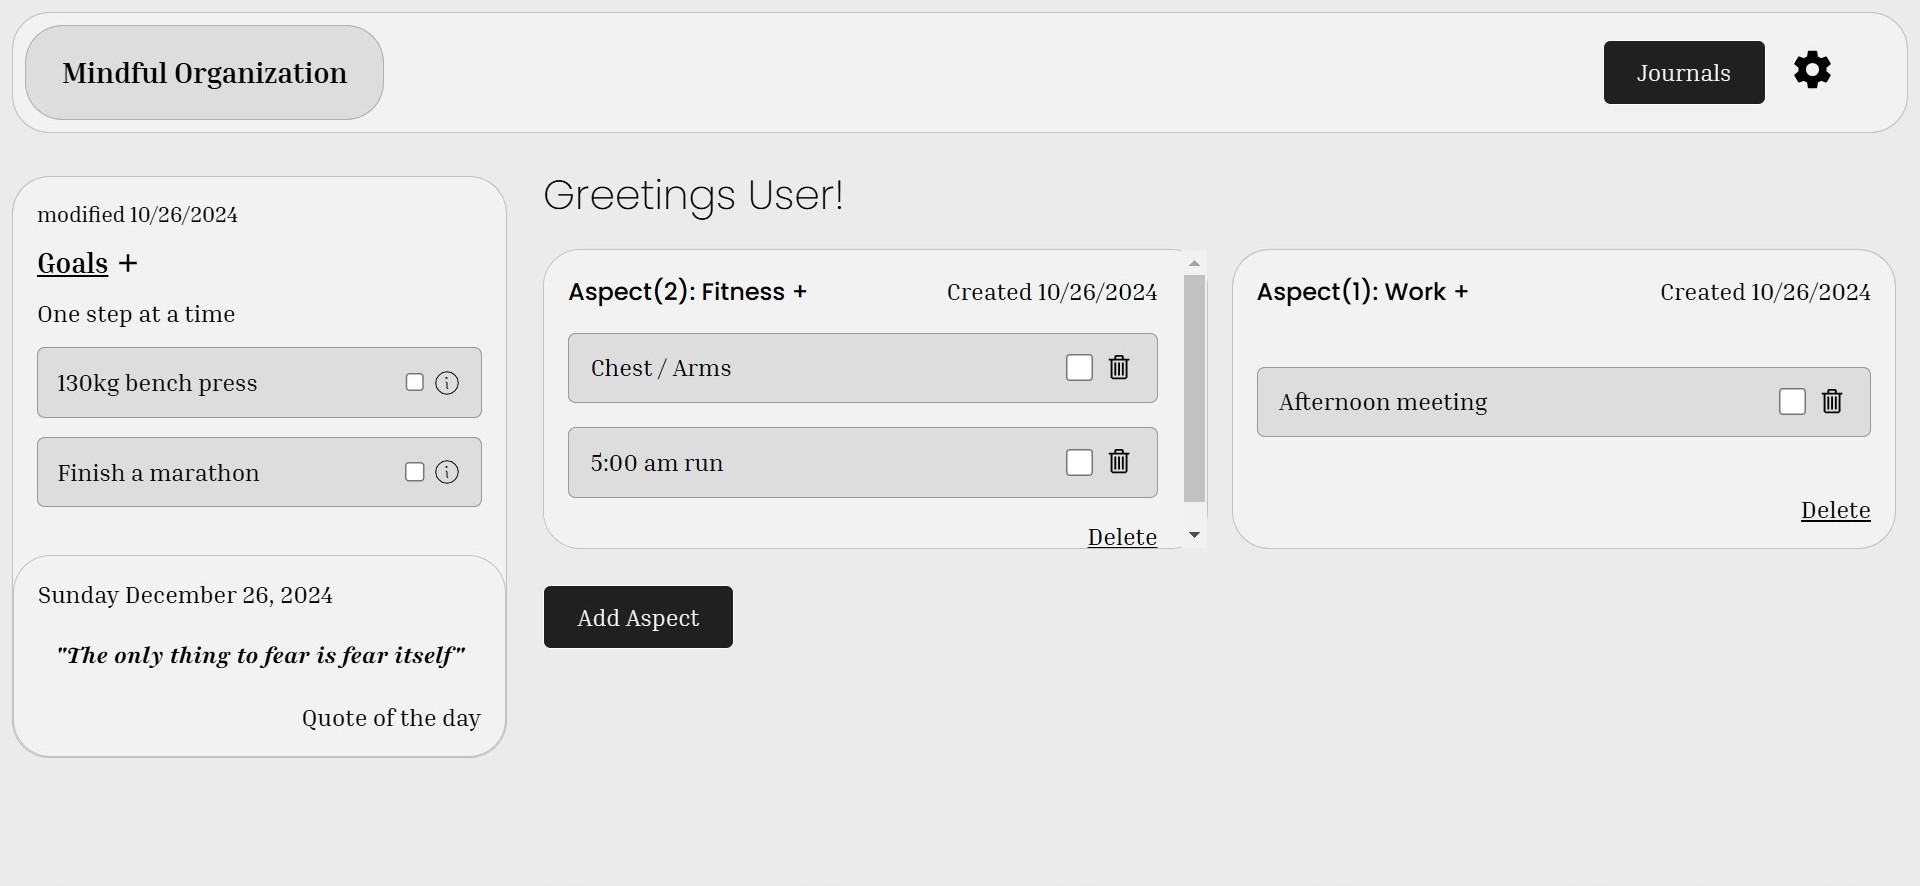 Mindful Organization
Journals
modified 10/26/2024
Goals +
One step at a time
130kg bench press
Finish a marathon
Sunday December 26, 2024
"The only thing to fear is fear itself"
Quote of the day
Greetings User!
Aspect(2): Fitness +
Created 10/26/2024
Chest / Arms
5:00 am run
Delete
Aspect(1): Work +
Created 10/26/2024
Afternoon meeting
Delete
Add Aspect